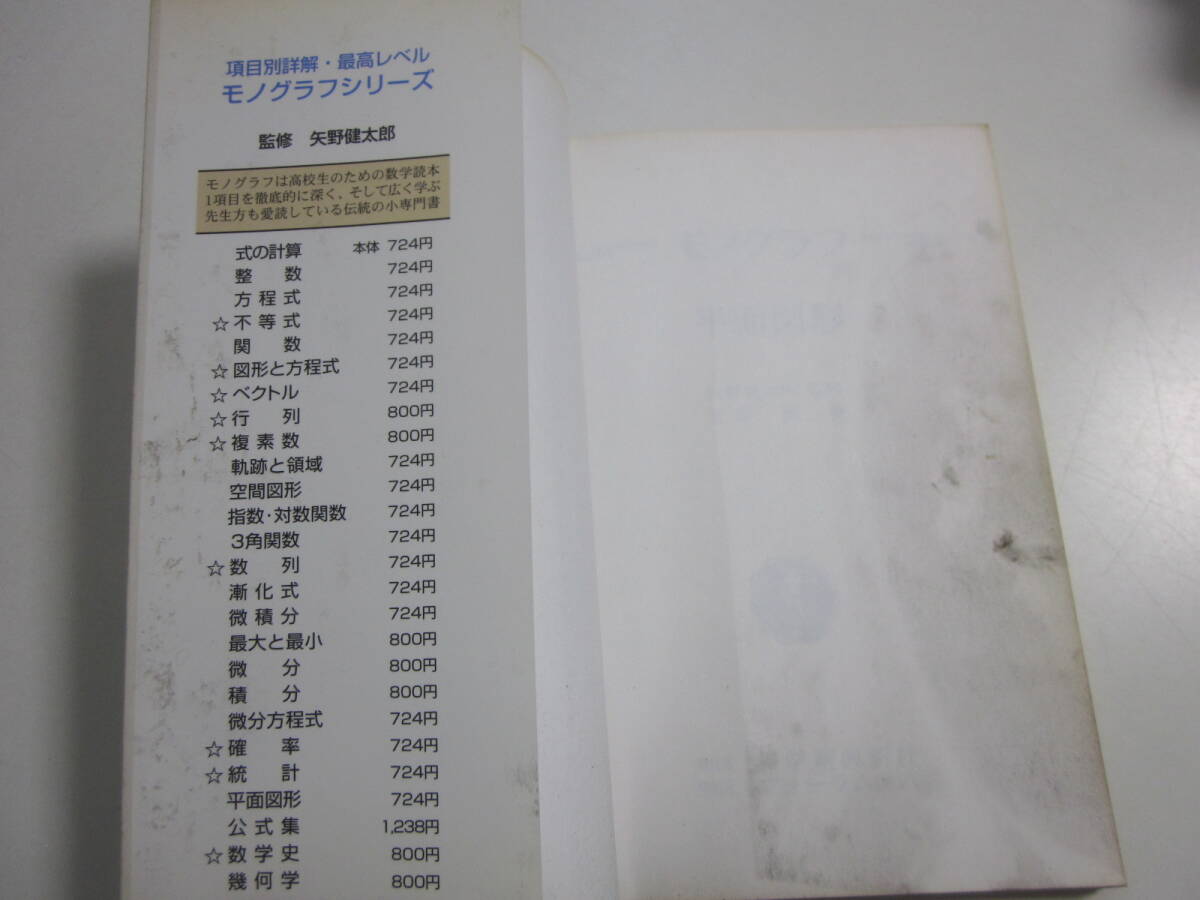 項目別詳解・最高レベル
モノグラフシリーズ
監修 矢野健太郎
モノグラフは高校生のための数学読本
1項目を徹底的に深く、そして広く学ぶ
先生方も愛読している伝統の小専門書
式の計算 本体 724円
整数 724円
方程式 724円
☆不等式 724円
関数 724円
☆図形と方程式 724円
☆ベクトル 724円
☆行列 800円
☆複素数 800円
軌跡と領域 724円
空間図形 724円
指数・対数関数 724円
3角関数 724円
☆数列 724円
漸化式 724円
微積分 724円
最大と最小 800円
微分 800円
積分 800円
微分方程式 724円
☆確率 724円
☆統計 724円
平面図形 724円
公式集 1,238円
☆数学史 800円
幾何学 800円